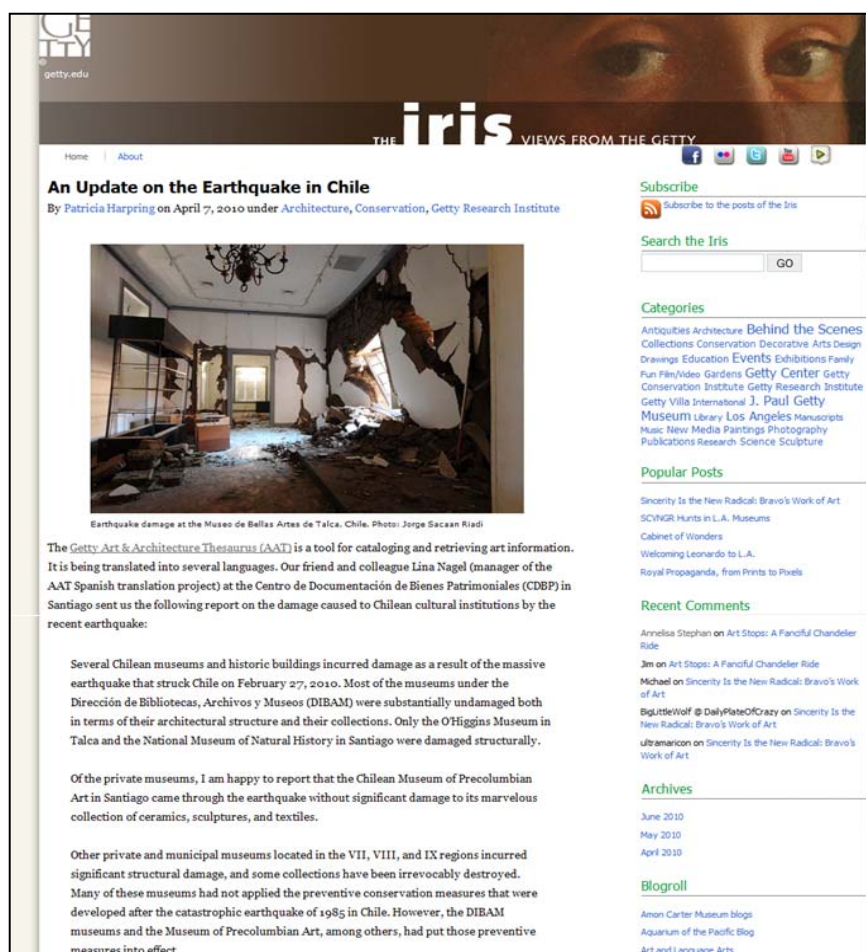 GE
TTY
®
getty.edu
THE iris VIEWS FROM THE GETTY
Home | About
An Update on the Earthquake in Chile
By Patricia Harpring on April 7, 2010 under Architecture, Conservation, Getty Research Institute
Earthquake damage at the Museo de Bellas Artes de Talca. Chile. Photo: Jorge Sacaan Riadi
The Getty Art & Architecture Thesaurus (AAT) is a tool for cataloging and retrieving art information.
It is being translated into several languages. Our friend and colleague Lina Nagel (manager of the
AAT Spanish translation project) at the Centro de Documentación de Bienes Patrimoniales (CDBP) in
Santiago sent us the following report on the damage caused to Chilean cultural institutions by the
recent earthquake:
Several Chilean museums and historic buildings incurred damage as a result of the massive
earthquake that struck Chile on February 27, 2010. Most of the museums under the
Dirección de Bibliotecas, Archivos y Museos (DIBAM) were substantially undamaged both
in terms of their architectural structure and their collections. Only the O'Higgins Museum in
Talca and the National Museum of Natural History in Santiago were damaged structurally.
Of the private museums, I am happy to report that the Chilean Museum of Precolumbian
Art in Santiago came through the earthquake without significant damage to its marvelous
collection of ceramics, sculptures, and textiles.
Other private and municipal museums located in the VII, VIII, and IX regions incurred
significant structural damage, and some collections have been irrevocably destroyed.
Many of these museums had not applied the preventive conservation measures that were
developed after the catastrophic earthquake of 1985 in Chile. However, the DIBAM
museums and the Museum of Precolumbian Art, among others, had put those preventive
measures into effect.
Subscribe
Subscribe to the posts of the Iris
Search the Iris
GO
Categories
Antiquities Architecture Behind the Scenes
Collections Conservation Decorative Arts Design
Drawings Education Events Exhibitions Family
Fun Film/Video Gardens Getty Center Getty
Conservation Institute Getty Research Institute
Getty Villa International J. Paul Getty
Museum Library Los Angeles Manuscripts
Music New Media Paintings Photography
Publications Research Science Sculpture
Popular Posts
Sincerity Is the New Radical: Bravo's Work of Art
SCVNGR Hunts in L.A. Museums
Cabinet of Wonders
Welcoming Leonardo to L.A.
Royal Propaganda, from Prints to Pixels
Recent Comments
Annelisa Stephan on Art Stops: A Fanciful Chandelier
Ride
Jim on Art Stops: A Fanciful Chandelier Ride
Michael on Sincerity Is the New Radical: Bravo's Work
of Art
BigLittleWolf @ DailyPlateOfCrazy on Sincerity Is the
New Radical: Bravo's Work of Art
ultramaricon on Sincerity Is the New Radical: Bravo's
Work of Art
Archives
June 2010
May 2010
April 2010
Blogroll
Amon Carter Museum blogs
Aquarium of the Pacific Blog
Art and Language Arts